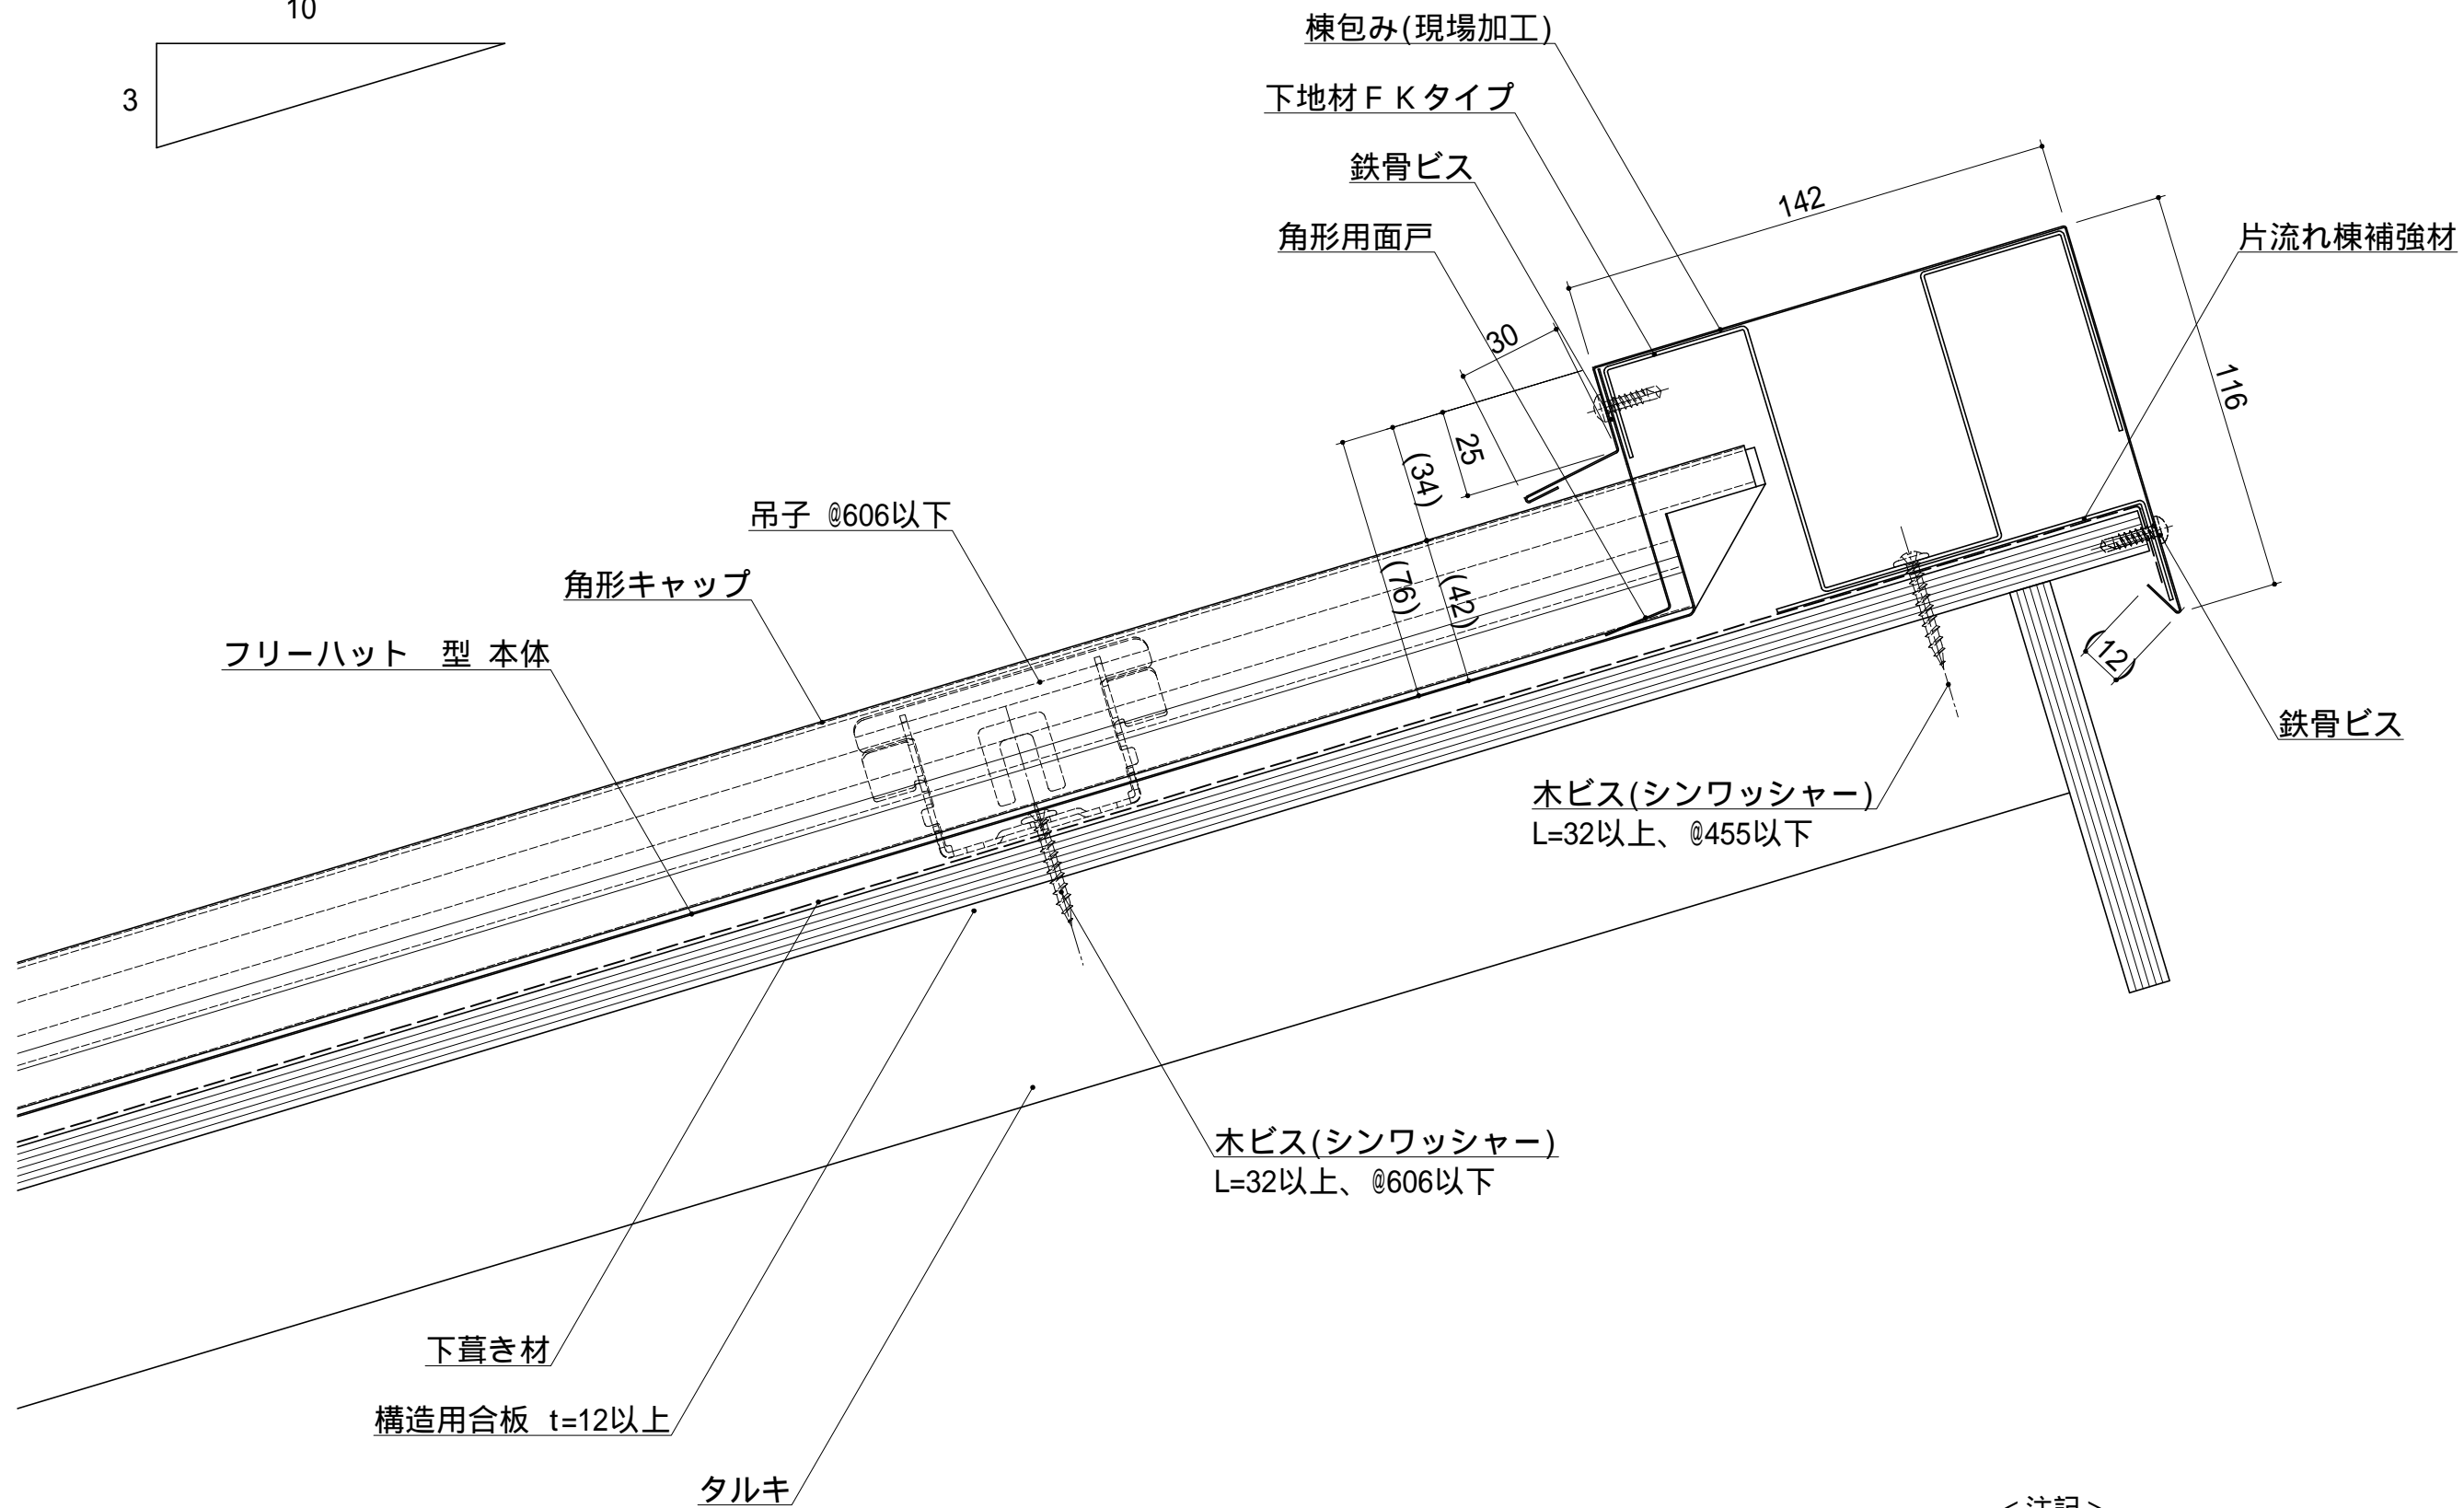 10
3
棟包み(現場加工)
下地材FKタイプ
鉄骨ビス
角形用面戸
142
片流れ棟補強材
30
25
(34)
116
吊子 @606以下
角形キャップ
(76)
(42)
フリーハット 型 本体
(12)
鉄骨ビス
木ビス(シンワッシャー)
L=32以上、@455以下
木ビス(シンワッシャー)
L=32以上、@606以下
下葺き材
構造用合板 t=12以上
タルキ
<注記>